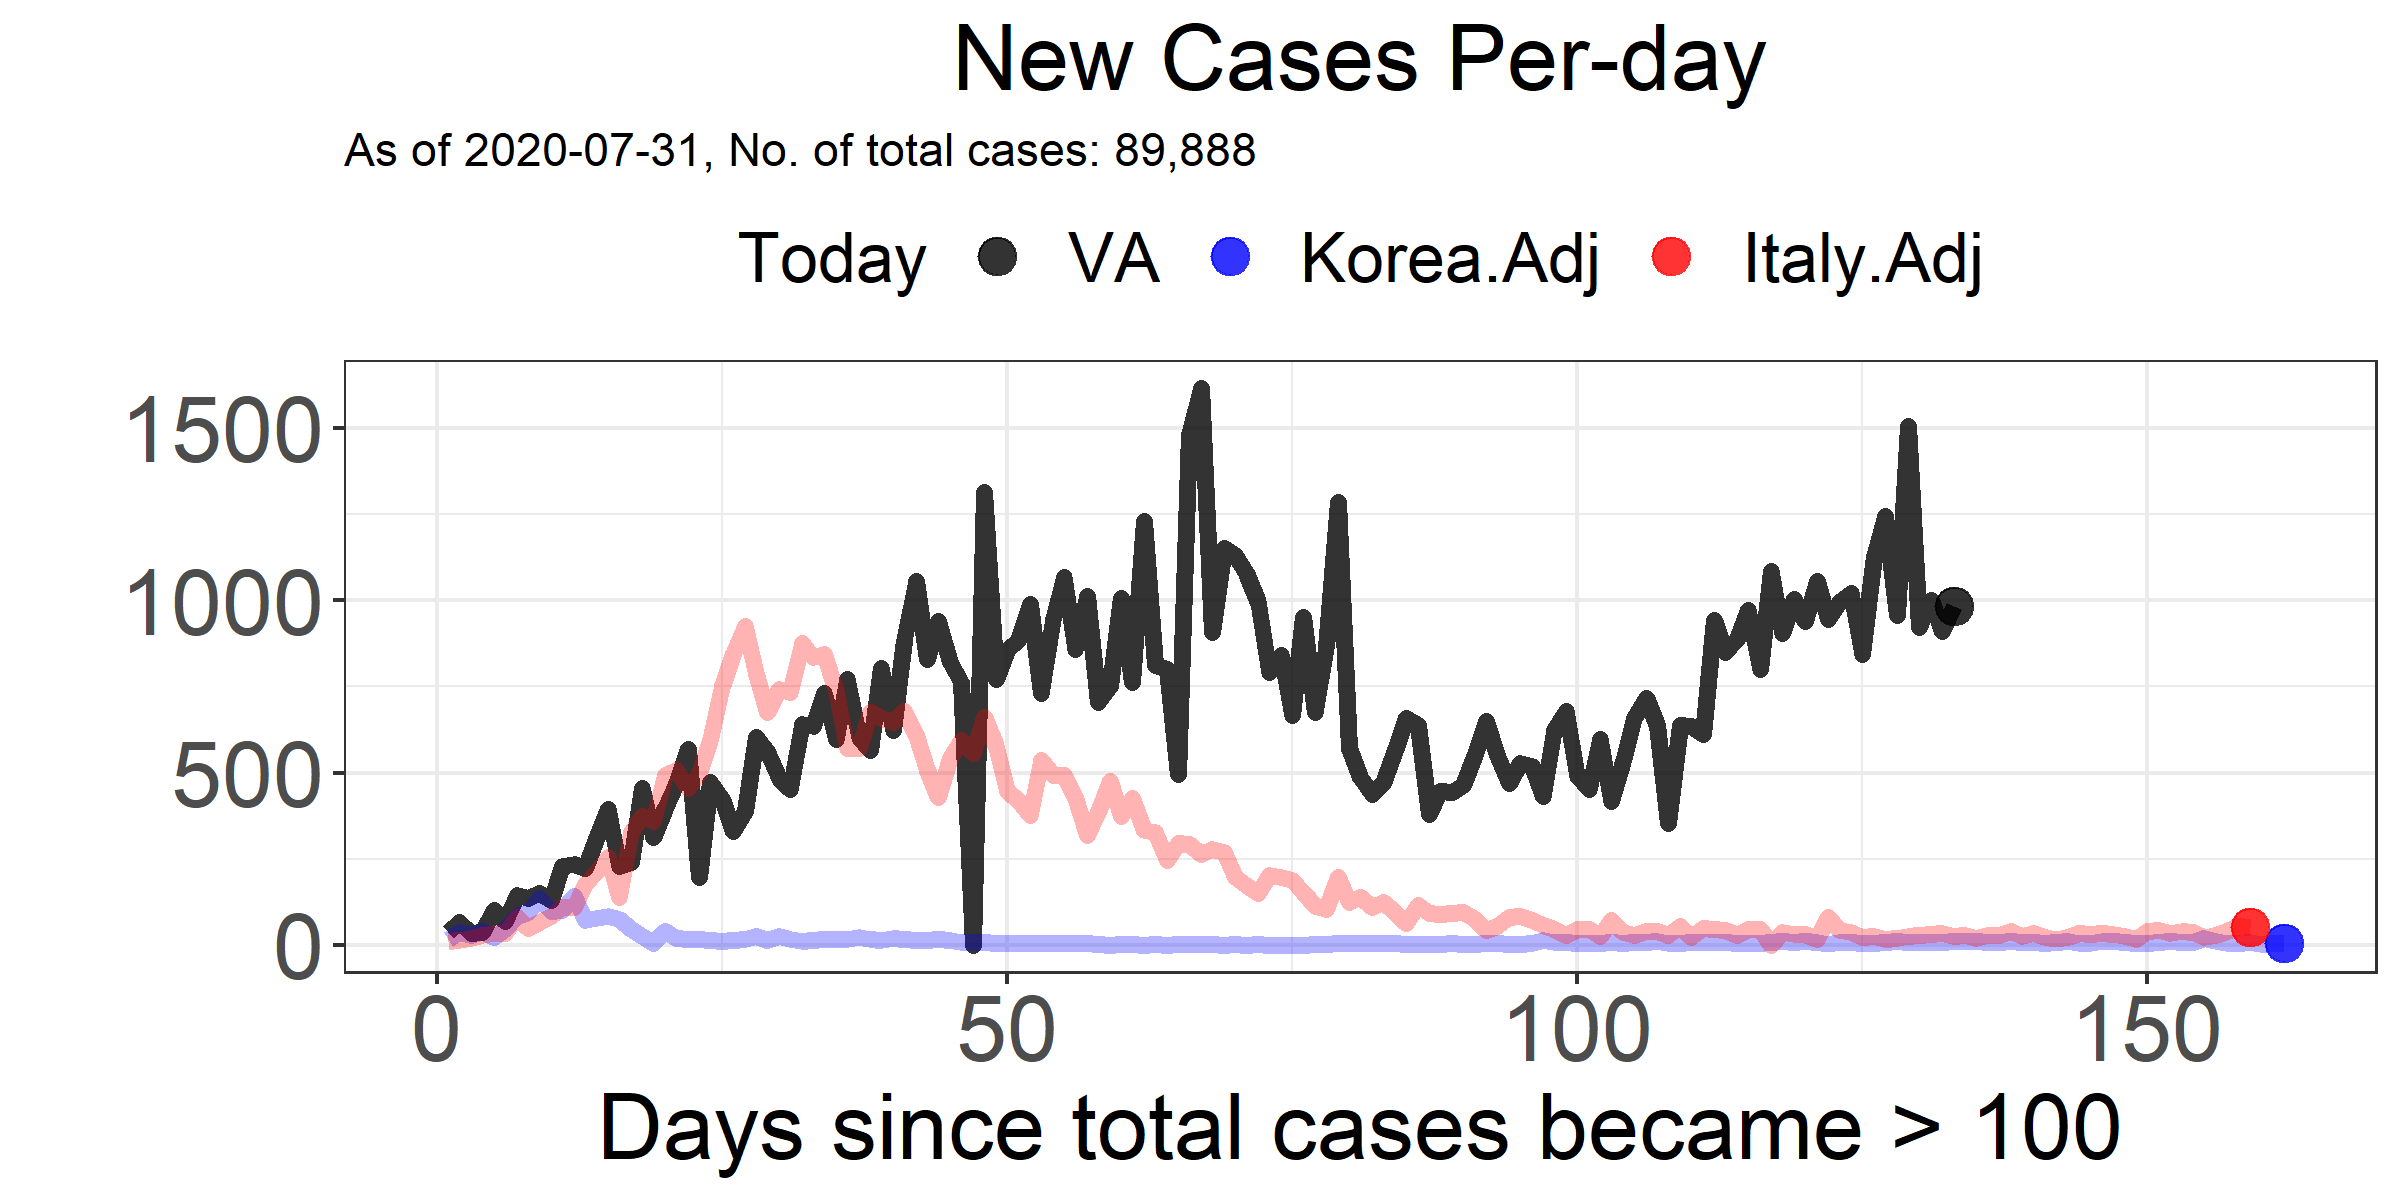 New Cases Per-day
As of 2020-07-31, No. of total cases: 89,888
Today VA Korea.Adj Italy.Adj
1500
1000
500
0
0 50 100 150
Days since total cases became > 100